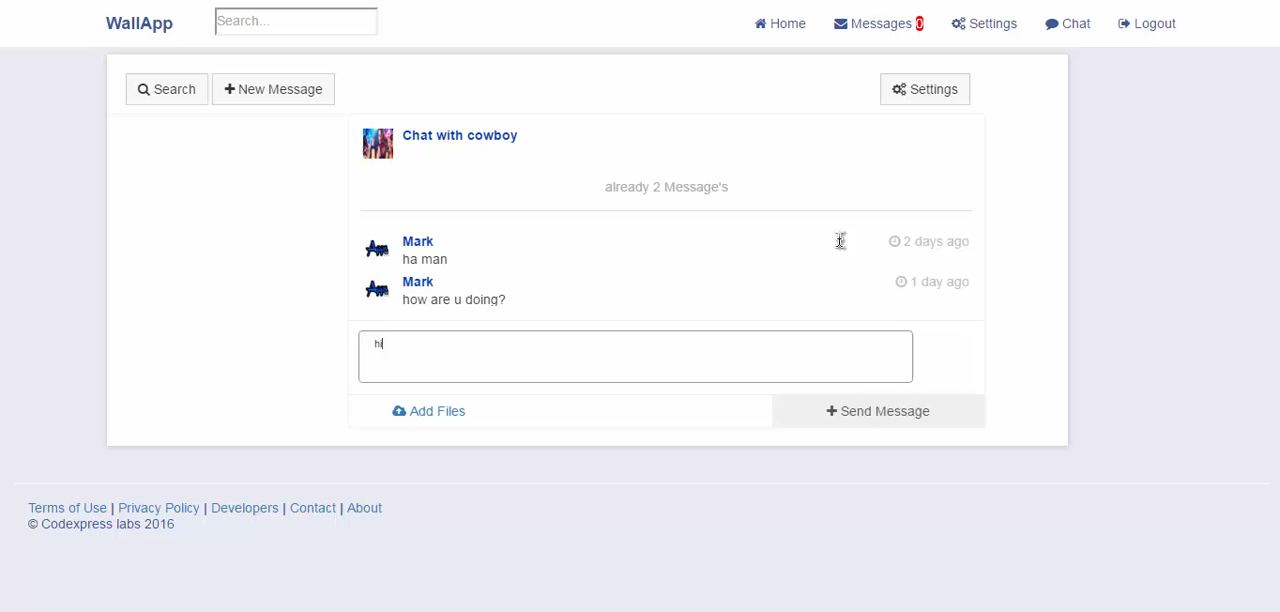 WallApp
Search...
Home
Messages 0
Settings
Chat
Logout
Search
New Message
Settings
Chat with cowboy
already 2 Message's
Mark
2 days ago
ha man
Mark
1 day ago
how are u doing?
hi
Add Files
Send Message
Terms of Use | Privacy Policy | Developers | Contact | About
© Codexpress labs 2016